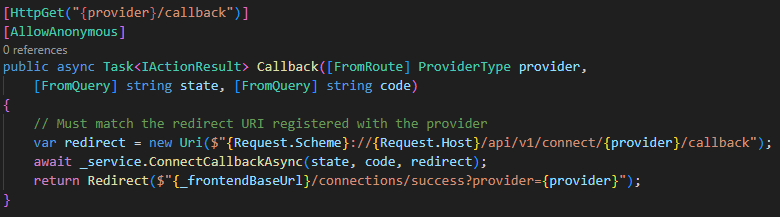 [HttpGet("{provider}/callback")]
[AllowAnonymous]
0 references
public async Task<IActionResult> Callback([FromRoute] ProviderType provider,
    [FromQuery] string state, [FromQuery] string code)
{
    // Must match the redirect URI registered with the provider
    var redirect = new Uri($"{Request.Scheme}://{Request.Host}/api/v1/connect/{provider}/callback");
    await _service.ConnectCallbackAsync(state, code, redirect);
    return Redirect($"{_frontendBaseUrl}/connections/success?provider={provider}");
}